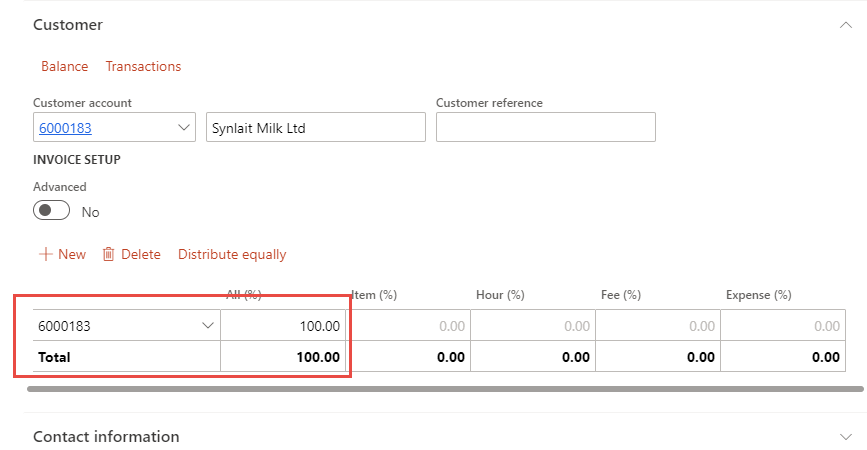 Customer
Balance Transactions
Customer account Customer reference
6000183 Synlait Milk Ltd
INVOICE SETUP
Advanced
No
New Delete Distribute equally
All (%) Item (%) Hour (%) Fee (%) Expense (%)
6000183 100.00 0.00 0.00 0.00 0.00
Total 100.00 0.00 0.00 0.00 0.00
Contact information